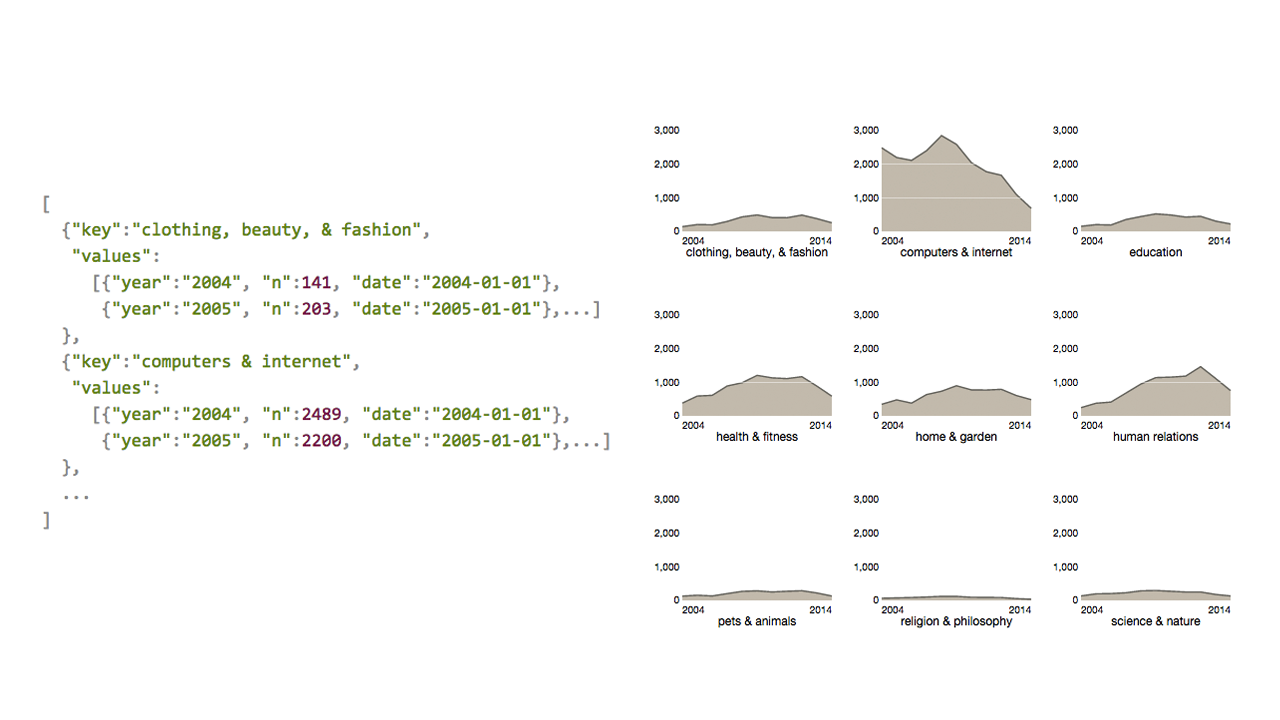 [
{"key":"clothing, beauty, & fashion",
"values":
[{"year":"2004", "n":141, "date":"2004-01-01"},
{"year":"2005", "n":203, "date":"2005-01-01"},...]
},
{"key":"computers & internet",
"values":
[{"year":"2004", "n":2489, "date":"2004-01-01"},
{"year":"2005", "n":2200, "date":"2005-01-01"},...]
},
...
]
3,000
2,000
1,000
0
2004 2014
clothing, beauty, & fashion
3,000
2,000
1,000
0
2004 2014
computers & internet
3,000
2,000
1,000
0
2004 2014
education
3,000
2,000
1,000
0
2004 2014
health & fitness
3,000
2,000
1,000
0
2004 2014
home & garden
3,000
2,000
1,000
0
2004 2014
human relations
3,000
2,000
1,000
0
2004 2014
pets & animals
3,000
2,000
1,000
0
2004 2014
religion & philosophy
3,000
2,000
1,000
0
2004 2014
science & nature